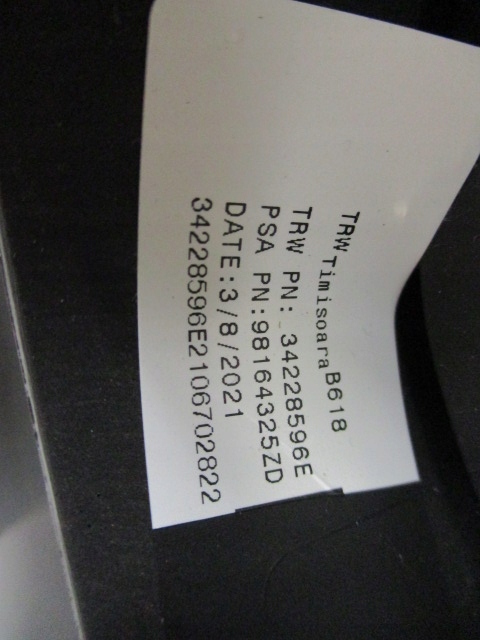 TRW Timisoara B618
TRW PN: 34228596E
PSA PN:98164325ZD
DATE:3/8/2021
34228596E2106702822